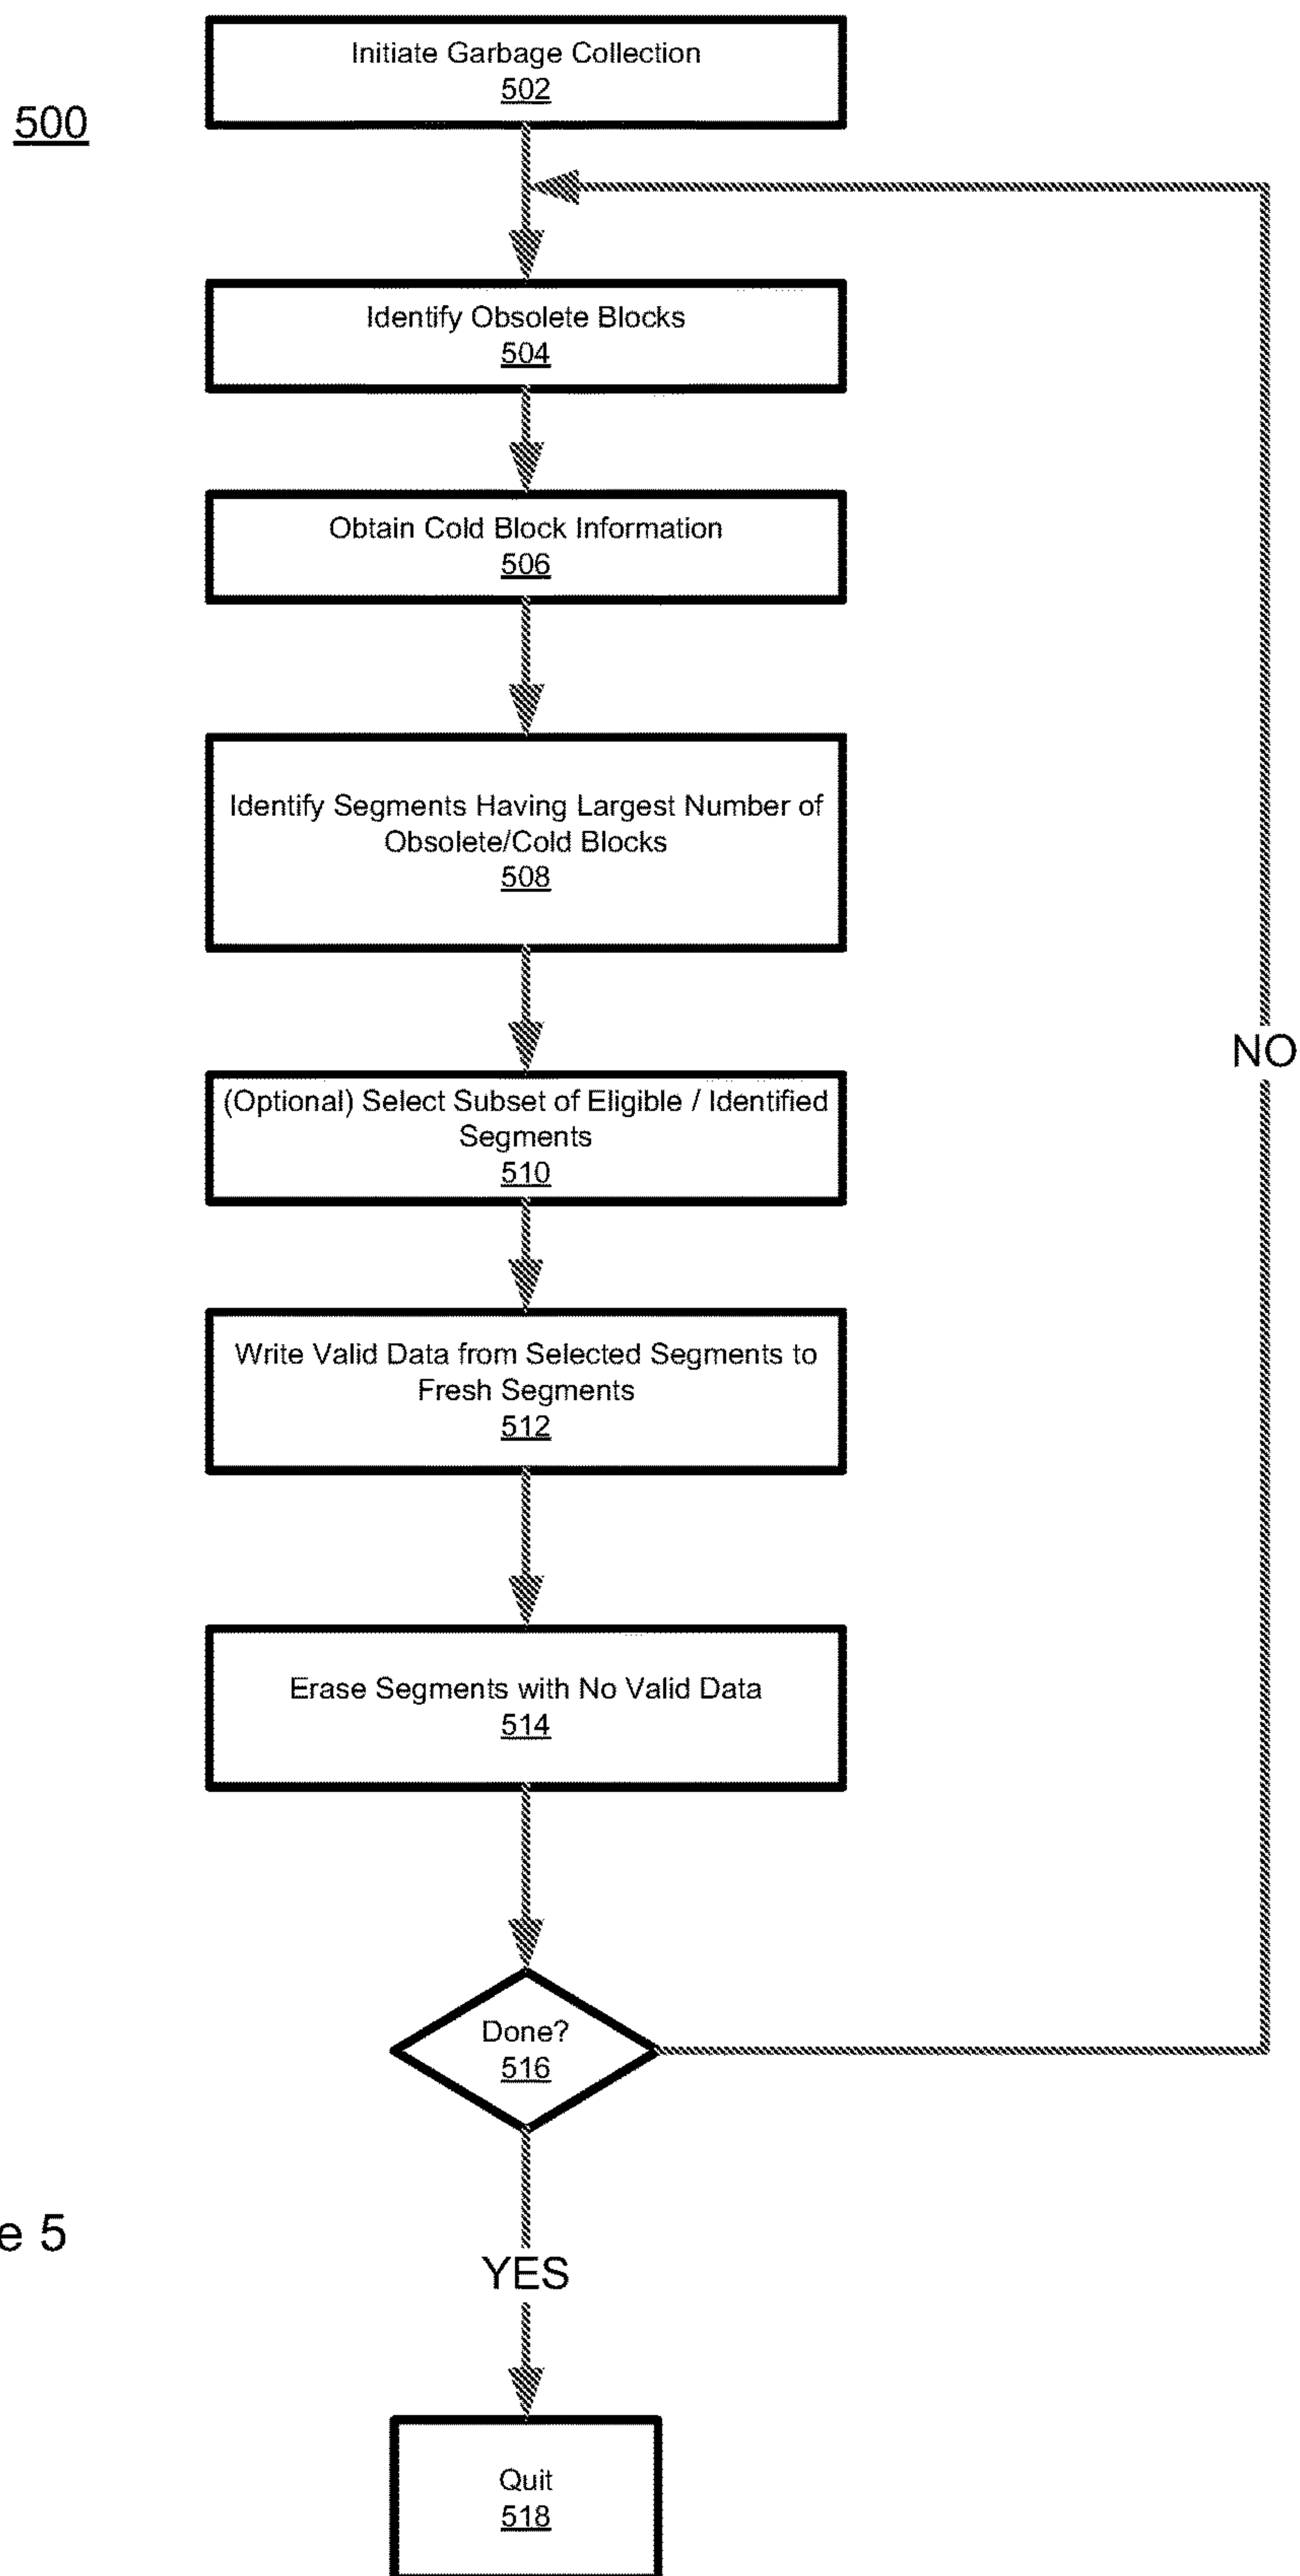 Initiate Garbage Collection
502
500
Identify Obsolete Blocks
504
Obtain Cold Block Information
506
Identify Segments Having Largest Number of
Obsolete/Cold Blocks
508
NO
(Optional) Select Subset of Eligible / Identified
Segments
510
Write Valid Data from Selected Segments to
Fresh Segments
512
Erase Segments with No Valid Data
514
Done?
516
e 5
YES
Quit
518